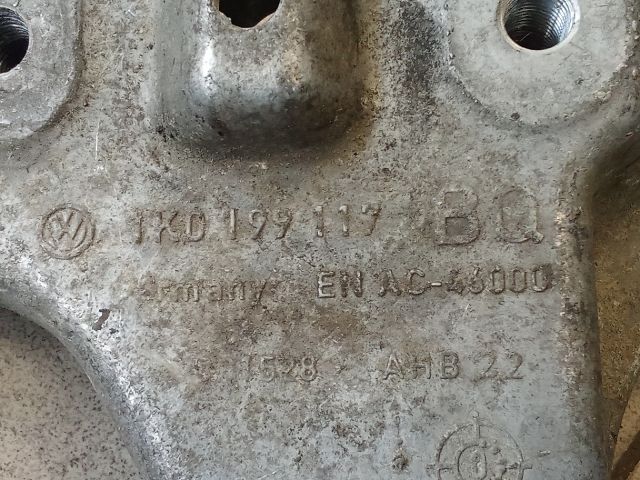 1KD 199 117 BQ
Germany EN AC-46000
1528 AHB 22